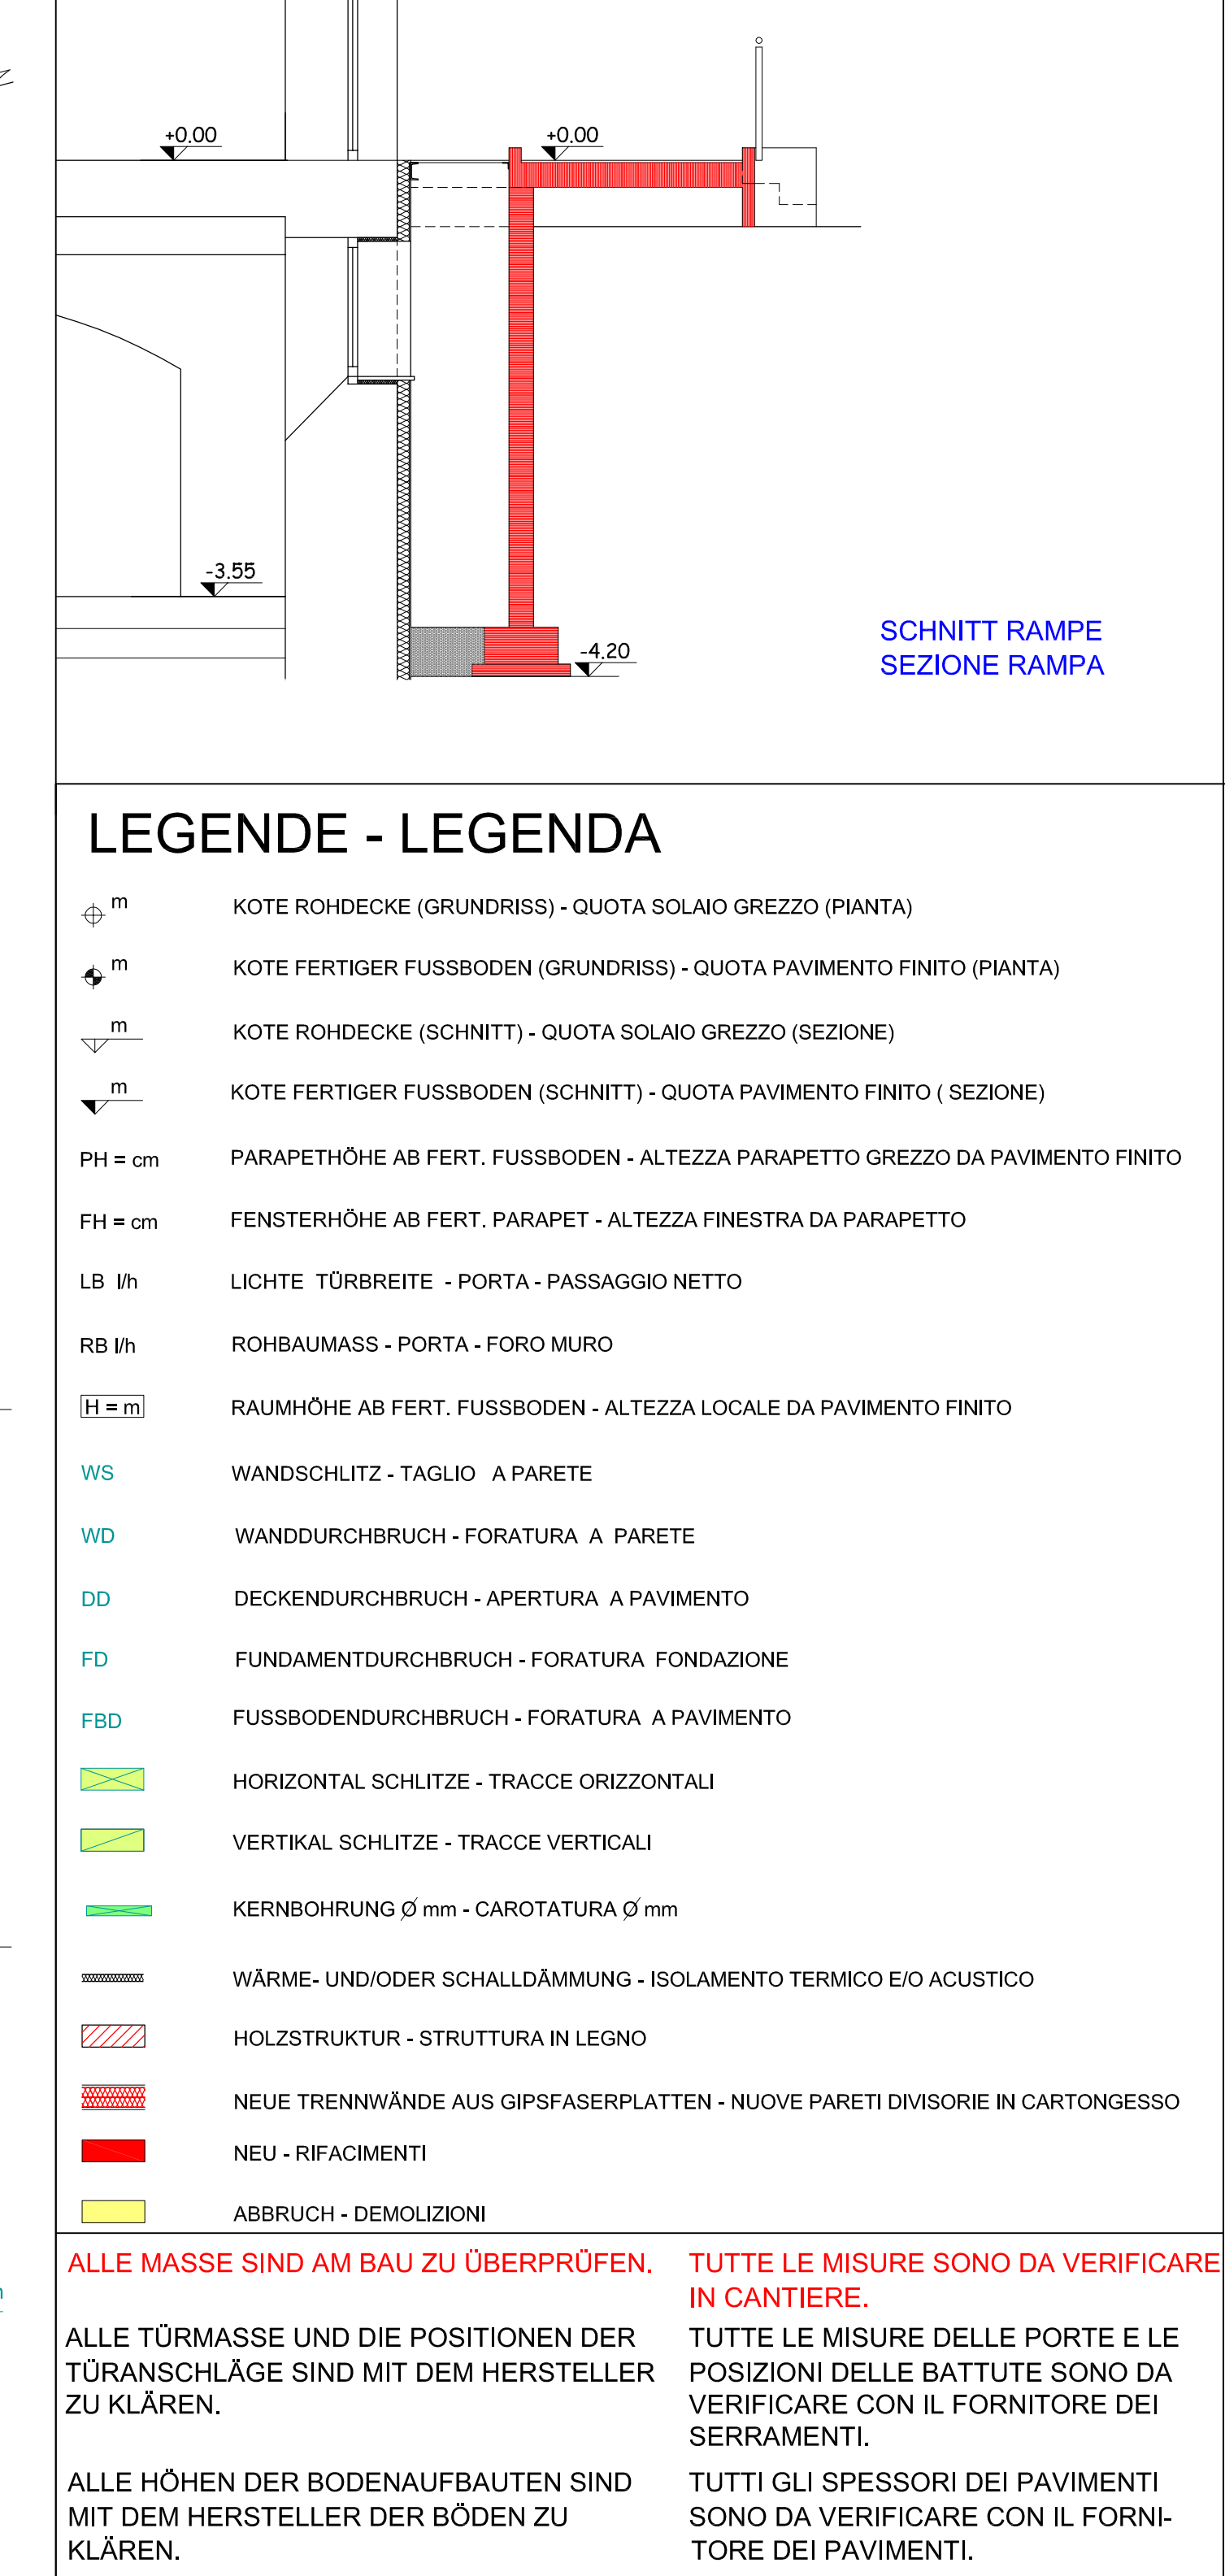 +0.00
+0.00
-3.55
-4.20
SCHNITT RAMPE
SEZIONE RAMPA
LEGENDE - LEGENDA
m KOTE ROHDECKE (GRUNDRISS) - QUOTA SOLAIO GREZZO (PIANTA)
m KOTE FERTIGER FUSSBODEN (GRUNDRISS) - QUOTA PAVIMENTO FINITO (PIANTA)
m KOTE ROHDECKE (SCHNITT) - QUOTA SOLAIO GREZZO (SEZIONE)
m KOTE FERTIGER FUSSBODEN (SCHNITT) - QUOTA PAVIMENTO FINITO ( SEZIONE)
PH = cm PARAPETHÖHE AB FERT. FUSSBODEN - ALTEZZA PARAPETTO GREZZO DA PAVIMENTO FINITO
FH = cm FENSTERHÖHE AB FERT. PARAPET - ALTEZZA FINESTRA DA PARAPETTO
LB l/h LICHTE TÜRBREITE - PORTA - PASSAGGIO NETTO
RB l/h ROHBAUMASS - PORTA - FORO MURO
H = m RAUMHÖHE AB FERT. FUSSBODEN - ALTEZZA LOCALE DA PAVIMENTO FINITO
WS WANDSCHLITZ - TAGLIO A PARETE
WD WANDDURCHBRUCH - FORATURA A PARETE
DD DECKENDURCHBRUCH - APERTURA A PAVIMENTO
FD FUNDAMENTDURCHBRUCH - FORATURA FONDAZIONE
FBD FUSSBODENDURCHBRUCH - FORATURA A PAVIMENTO
HORIZONTAL SCHLITZE - TRACCE ORIZZONTALI
VERTIKAL SCHLITZE - TRACCE VERTICALI
KERNBOHRUNG Ø mm - CAROTATURA Ø mm
WÄRME- UND/ODER SCHALLDÄMMUNG - ISOLAMENTO TERMICO E/O ACUSTICO
HOLZSTRUKTUR - STRUTTURA IN LEGNO
NEUE TRENNWÄNDE AUS GIPSFASERPLATTEN - NUOVE PARETI DIVISORIE IN CARTONGESSO
NEU - RIFACIMENTI
ABBRUCH - DEMOLIZIONI
ALLE MASSE SIND AM BAU ZU ÜBERPRÜFEN.
TUTTE LE MISURE SONO DA VERIFICARE
IN CANTIERE.
ALLE TÜRMASSE UND DIE POSITIONEN DER
TÜRANSCHLÄGE SIND MIT DEM HERSTELLER
ZU KLÄREN.
TUTTE LE MISURE DELLE PORTE E LE
POSIZIONI DELLE BATTUTE SONO DA
VERIFICARE CON IL FORNITORE DEI
SERRAMENTI.
ALLE HÖHEN DER BODENAUFBAUTEN SIND
MIT DEM HERSTELLER DER BÖDEN ZU
KLÄREN.
TUTTI GLI SPESSORI DEI PAVIMENTI
SONO DA VERIFICARE CON IL FORNI-
TORE DEI PAVIMENTI.